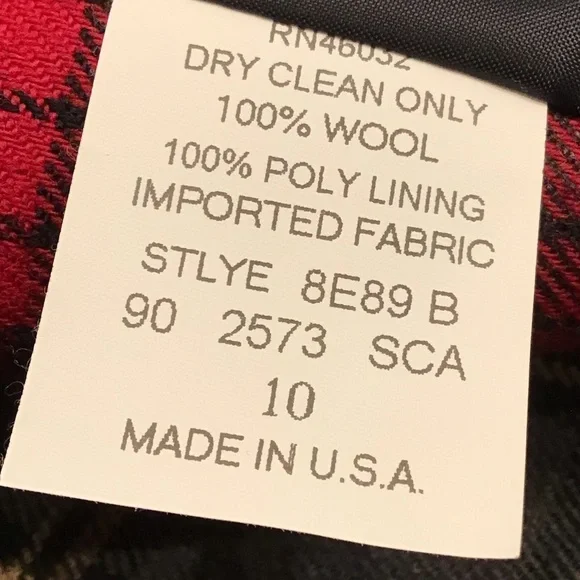 RN46032
DRY CLEAN ONLY
100% WOOL
100% POLY LINING
IMPORTED FABRIC
STLYE 8E89 B
90 2573 SCA
10
MADE IN U.S.A.